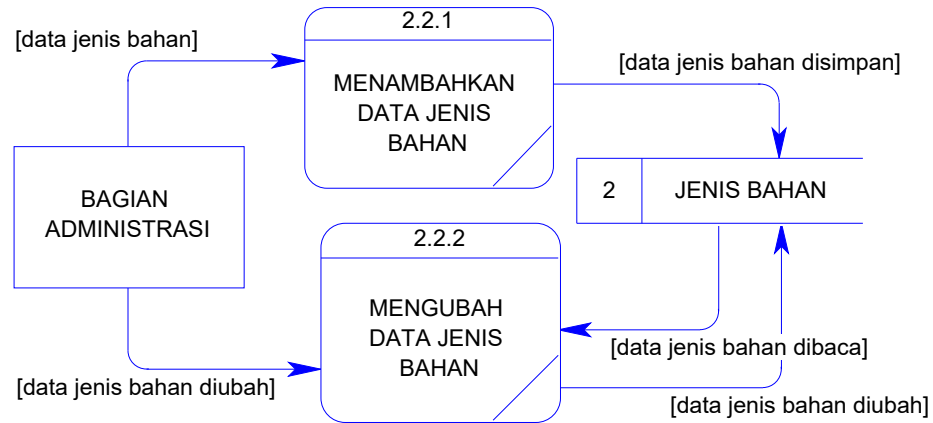 2.2.1
[data jenis bahan]
[data jenis bahan disimpan]
MENAMBAHKAN
DATA JENIS
BAHAN
BAGIAN
ADMINISTRASI
2
JENIS BAHAN
2.2.2
MENGUBAH
DATA JENIS
BAHAN
[data jenis bahan dibaca]
[data jenis bahan diubah]
[data jenis bahan diubah]